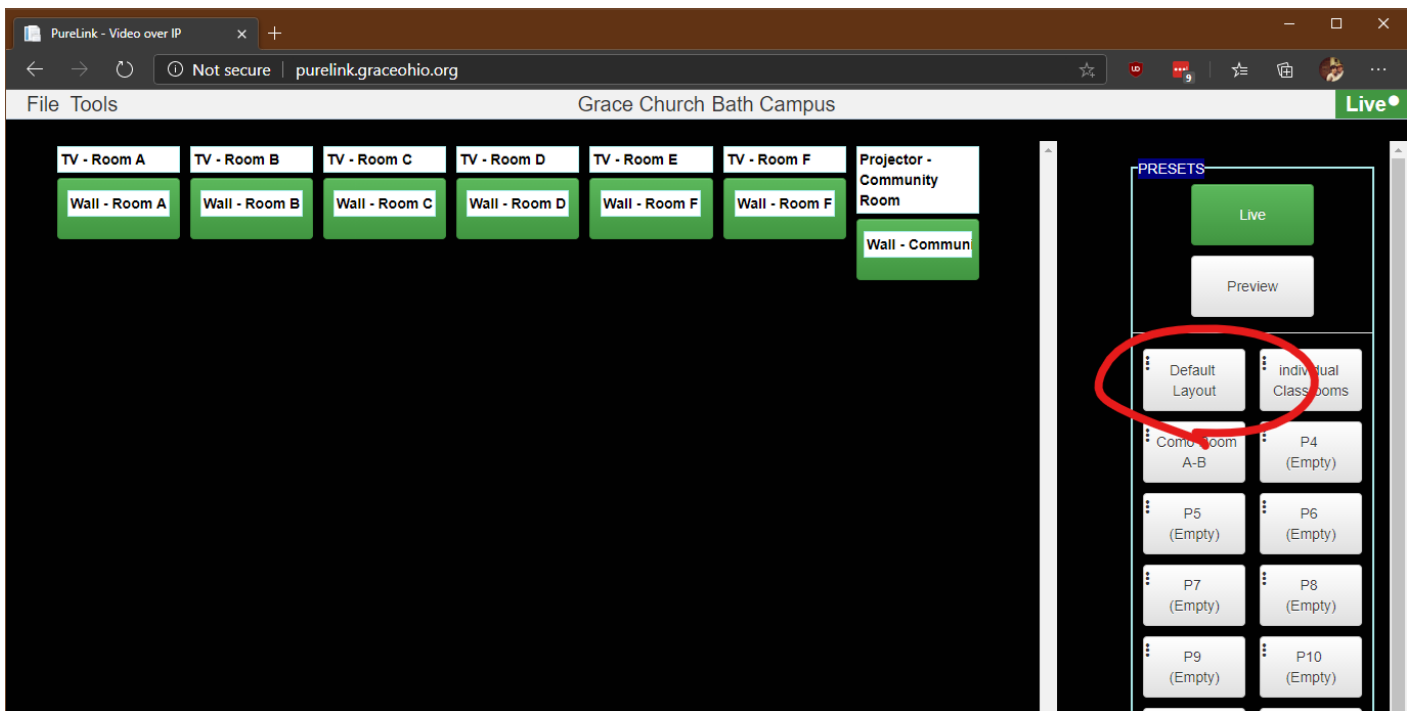 PureLink - Video over IP
Not secure | purelink.graceohio.org
9
File Tools
Grace Church Bath Campus
Live
TV - Room A
TV - Room B
TV - Room C
TV - Room D
TV - Room E
TV - Room F
Projector -
Community
Room
Wall - Room A
Wall - Room B
Wall - Room C
Wall - Room D
Wall - Room F
Wall - Room F
Wall - Commun
PRESETS
Live
Preview
Default
Layout
individual
Classrooms
Como Room
A-B
P4
(Empty)
P5
(Empty)
P6
(Empty)
P7
(Empty)
P8
(Empty)
P9
(Empty)
P10
(Empty)